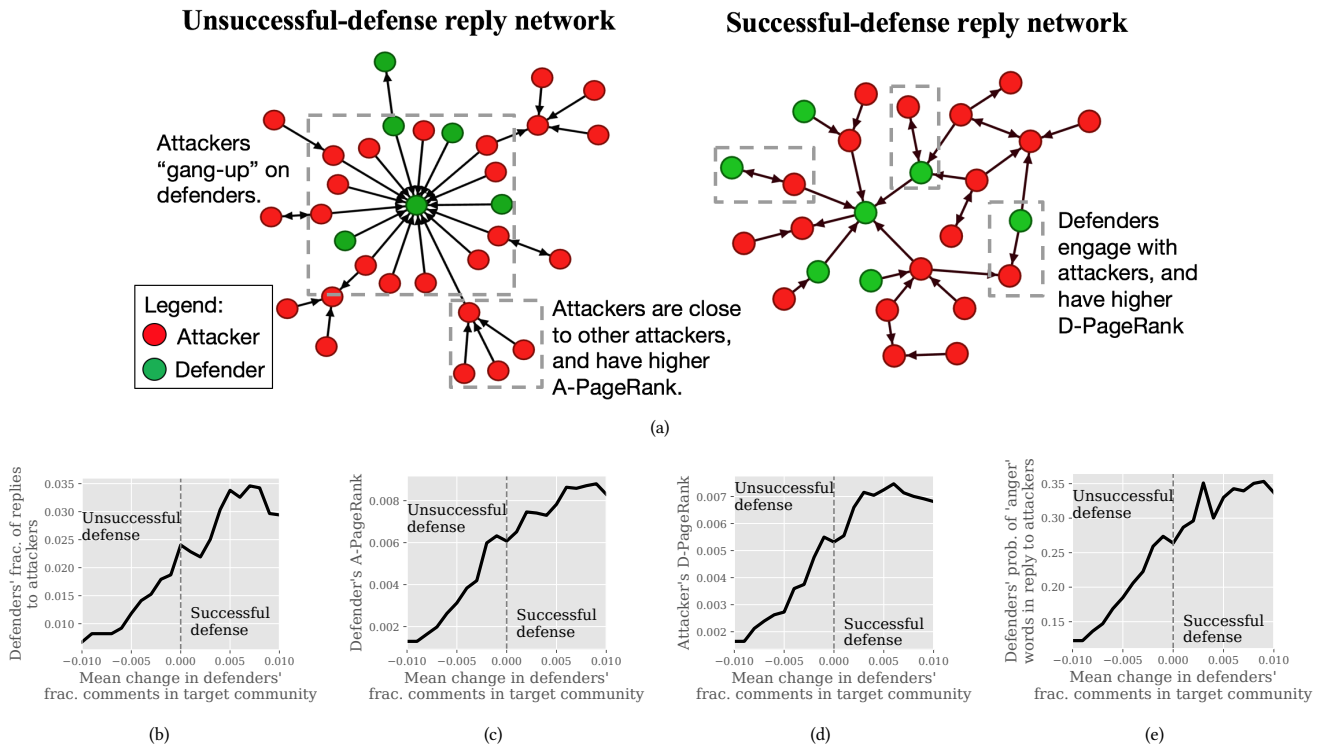 Unsuccessful-defense reply network
Successful-defense reply network
Attackers
“gang-up” on
defenders.
Legend:
Attacker
Defender
Attackers are close
to other attackers,
and have higher
A-PageRank.
Defenders
engage with
attackers, and
have higher
D-PageRank
(a)
Defenders' frac. of replies
to attackers
0.035
0.030
0.025
0.020
0.015
0.010
Unsuccessful
defense
Successful
defense
−0.010 −0.005 0.000 0.005 0.010
Mean change in defenders'
frac. comments in target community
(b)
Defender's A-PageRank
0.008
0.006
0.004
0.002
Unsuccessful
defense
Successful
defense
−0.010 −0.005 0.000 0.005 0.010
Mean change in defenders'
frac. comments in target community
(c)
Attacker's D-PageRank
0.007
0.006
0.005
0.004
0.003
0.002
Unsuccessful
defense
Successful
defense
−0.010 −0.005 0.000 0.005 0.010
Mean change in defenders'
frac. comments in target community
(d)
Defenders' prob. of 'anger'
words in reply to attackers
0.35
0.30
0.25
0.20
0.15
Unsuccessful
defense
Successful
defense
−0.010 −0.005 0.000 0.005 0.010
Mean change in defenders'
frac. comments in target community
(e)